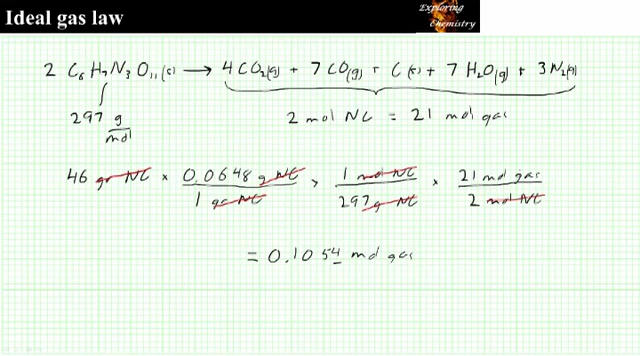 Ideal gas law
Exploring
Chemistry
2 C₆H₇N₃O₁₁(s) → 4CO₂(g) + 7CO(g) + C(s) + 7H₂O(g) + 3N₂(g)
297 g/mol
2 mol NC = 21 mol gas
46 gr NC × 0.0648 g NC / 1 gr NC × 1 mol NC / 297 g NC × 21 mol gas / 2 mol NC
= 0.1054 mol gas